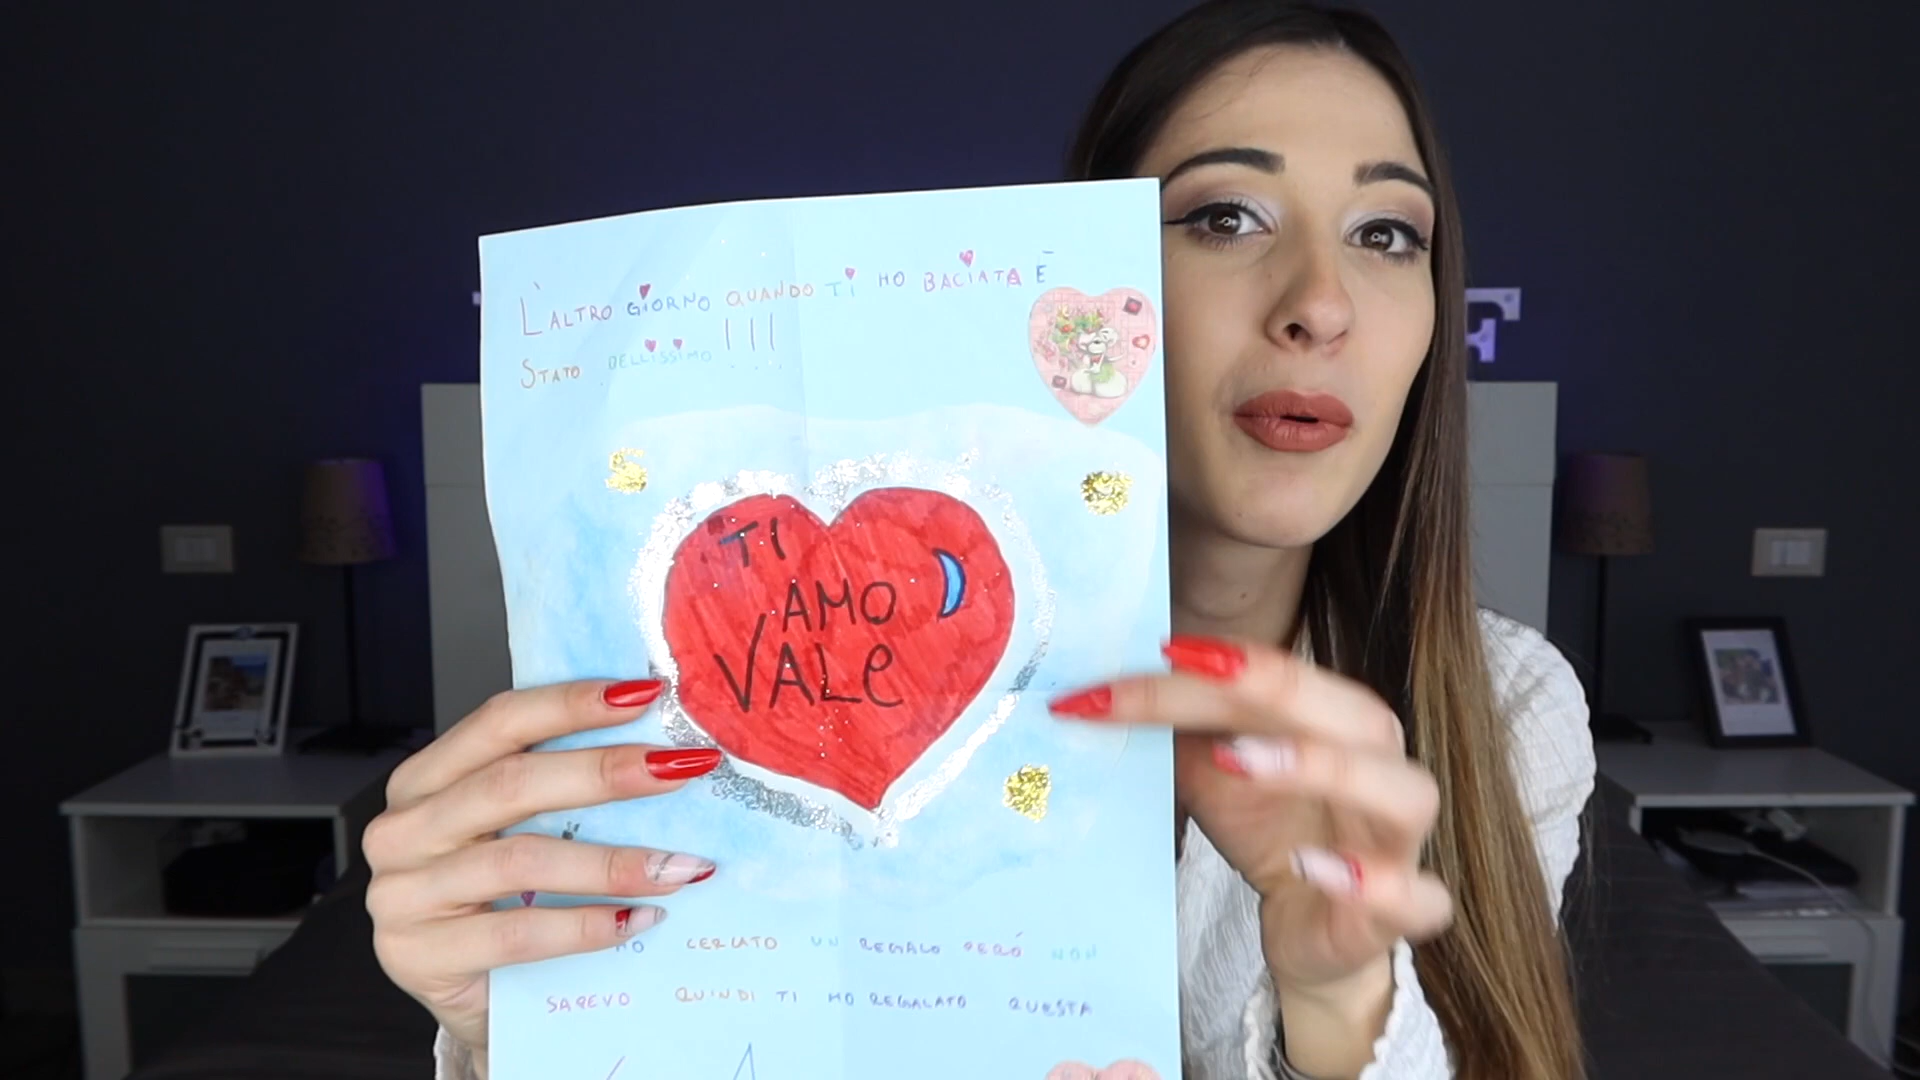 L'ALTRO GIORNO QUANDO TI HO BACIATA È
STATO BELLISSIMO !!!
TI
AMO
VALE
HO CERCATO UN REGALO PERÓ NON
SAPEVO QUINDI TI HO REGALATO QUESTA
F